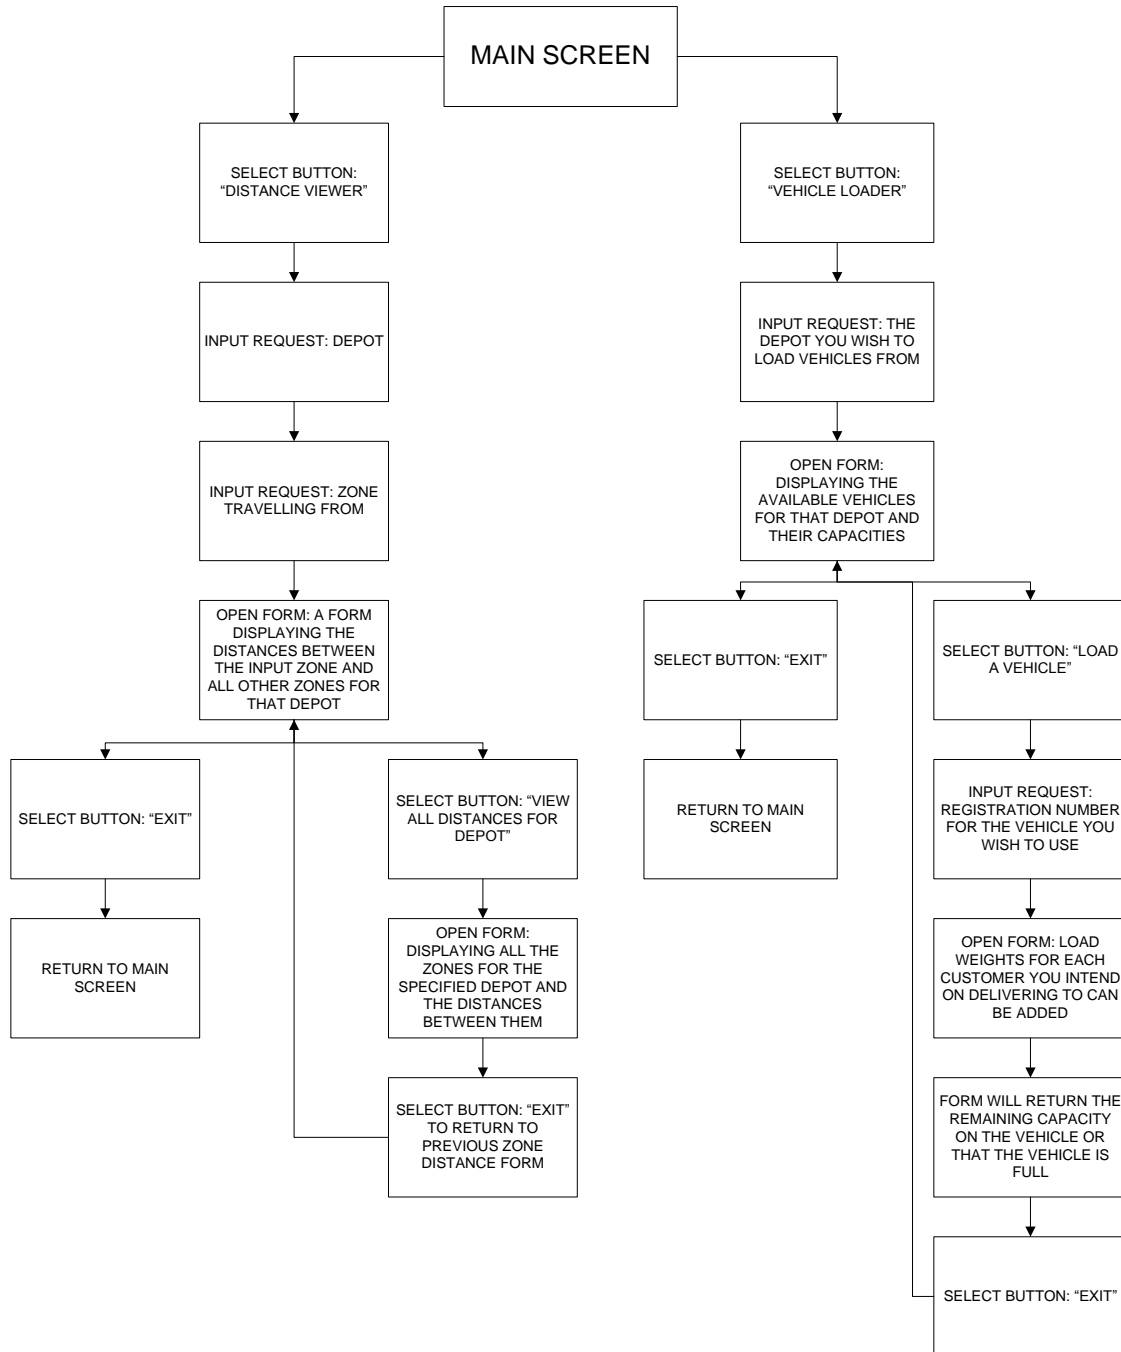 MAIN SCREEN
SELECT BUTTON:
“DISTANCE VIEWER”
INPUT REQUEST: DEPOT
INPUT REQUEST: ZONE
TRAVELLING FROM
OPEN FORM: A FORM
DISPLAYING THE
DISTANCES BETWEEN
THE INPUT ZONE AND
ALL OTHER ZONES FOR
THAT DEPOT
SELECT BUTTON: “EXIT”
RETURN TO MAIN
SCREEN
SELECT BUTTON: “VIEW
ALL DISTANCES FOR
DEPOT”
OPEN FORM:
DISPLAYING ALL THE
ZONES FOR THE
SPECIFIED DEPOT AND
THE DISTANCES
BETWEEN THEM
SELECT BUTTON: “EXIT”
TO RETURN TO
PREVIOUS ZONE
DISTANCE FORM
SELECT BUTTON:
“VEHICLE LOADER”
INPUT REQUEST: THE
DEPOT YOU WISH TO
LOAD VEHICLES FROM
OPEN FORM:
DISPLAYING THE
AVAILABLE VEHICLES
FOR THAT DEPOT AND
THEIR CAPACITIES
SELECT BUTTON: “EXIT”
RETURN TO MAIN
SCREEN
SELECT BUTTON: “LOAD
A VEHICLE”
INPUT REQUEST:
REGISTRATION NUMBER
FOR THE VEHICLE YOU
WISH TO USE
OPEN FORM: LOAD
WEIGHTS FOR EACH
CUSTOMER YOU INTEND
ON DELIVERING TO CAN
BE ADDED
FORM WILL RETURN THE
REMAINING CAPACITY
ON THE VEHICLE OR
THAT THE VEHICLE IS
FULL
SELECT BUTTON: “EXIT”